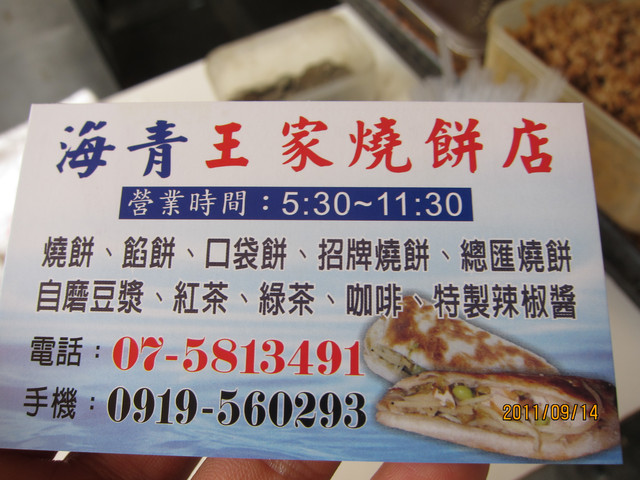 海青王家燒餅店
營業時間：5:30~11:30
燒餅、餡餅、口袋餅、招牌燒餅、總匯燒餅
自磨豆漿、紅茶、綠茶、咖啡、特製辣椒醬
電話：07-5813491
手機：0919-560293
2011/09/14